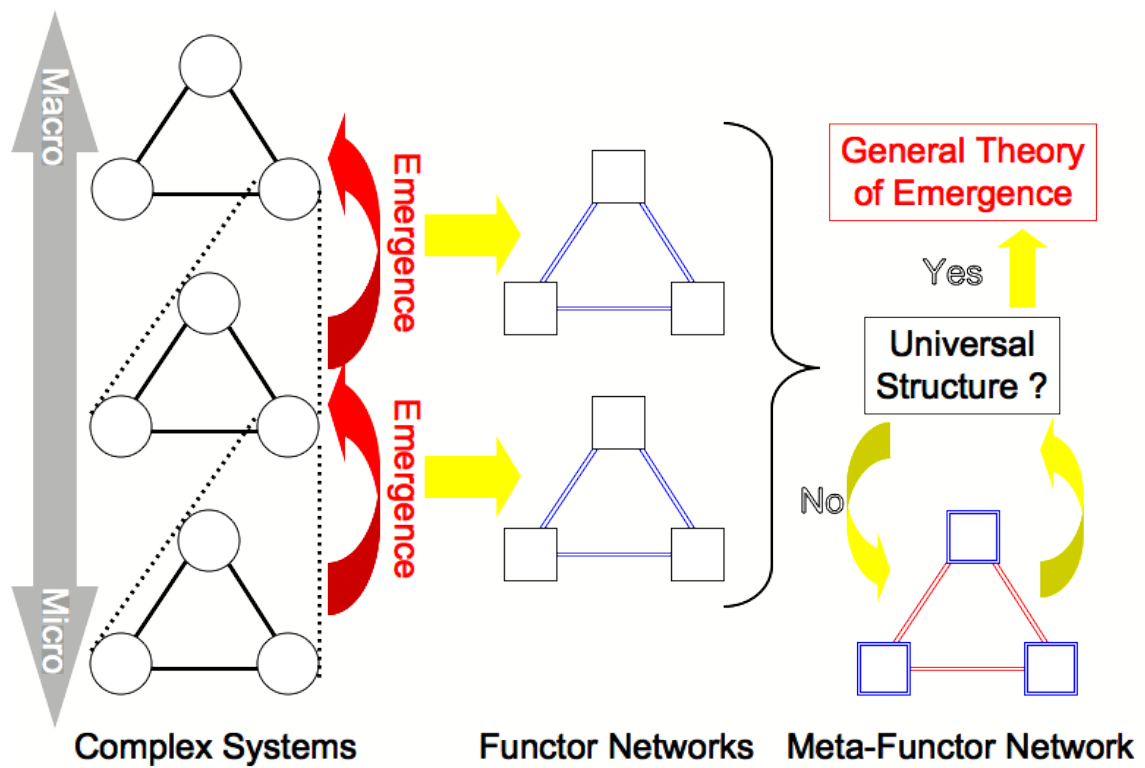 Macro
Micro
Emergence
Emergence
General Theory
of Emergence
Yes
Universal
Structure ?
No
Complex Systems
Functor Networks
Meta-Functor Network